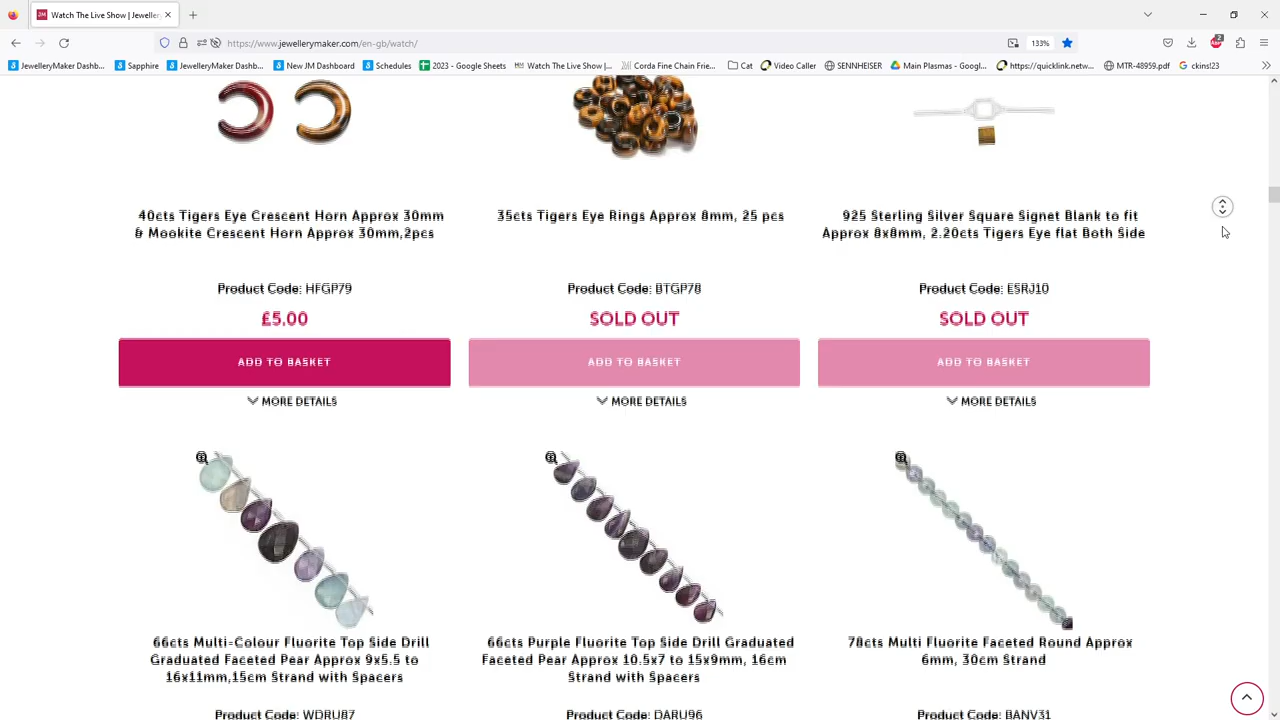 JM Watch The Live Show | Jeweller
https://www.jewellerymaker.com/en-gb/watch/
133%
2
JewelleryMaker Dashb...
Sapphire
JewelleryMaker Dashb...
New JM Dashboard
Schedules
2023 - Google Sheets
Watch The Live Show |...
Corda Fine Chain Frie...
Cat
Video Caller
SENNHEISER
Main Plasmas - Googl...
https://quicklink.netw...
MTR-48959.pdf
ckins!23
40cts Tigers Eye Crescent Horn Approx 30mm
& Mookite Crescent Horn Approx 30mm,2pcs
Product Code: HFGP79
£5.00
ADD TO BASKET
MORE DETAILS
35cts Tigers Eye Rings Approx 8mm, 25 pcs
Product Code: BTGP78
SOLD OUT
ADD TO BASKET
MORE DETAILS
925 Sterling Silver Square Signet Blank to fit
Approx 8x8mm, 2.20cts Tigers Eye flat Both Side
Product Code: ESRJ10
SOLD OUT
ADD TO BASKET
MORE DETAILS
66cts Multi-Colour Fluorite Top Side Drill
Graduated Faceted Pear Approx 9x5.5 to
16x11mm,15cm Strand with Spacers
Product Code: WDRU87
66cts Purple Fluorite Top Side Drill Graduated
Faceted Pear Approx 10.5x7 to 15x9mm, 16cm
Strand with Spacers
Product Code: DARU96
78cts Multi Fluorite Faceted Round Approx
6mm, 30cm Strand
Product Code: BANV31